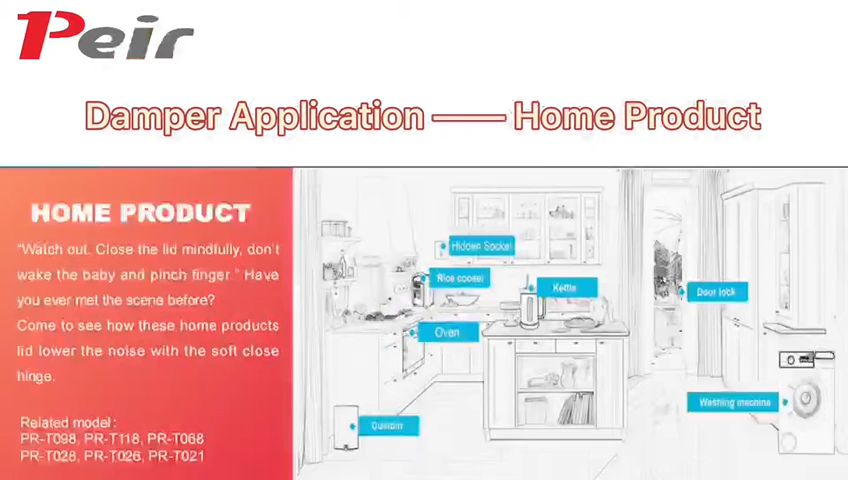 Peir
Damper Application —— Home Product
HOME PRODUCT
“Watch out. Close the lid mindfully, don’t
wake the baby and pinch finger.” Have
you ever met the scene before?
Come to see how these home products
lid lower the noise with the soft close
hinge.
Related model:
PR-T098, PR-T118, PR-T068
PR-T028, PR-T026, PR-T021
Hidden Socket
Rice cooker
Kettle
Door lock
Oven
Washing machine
Dustbin